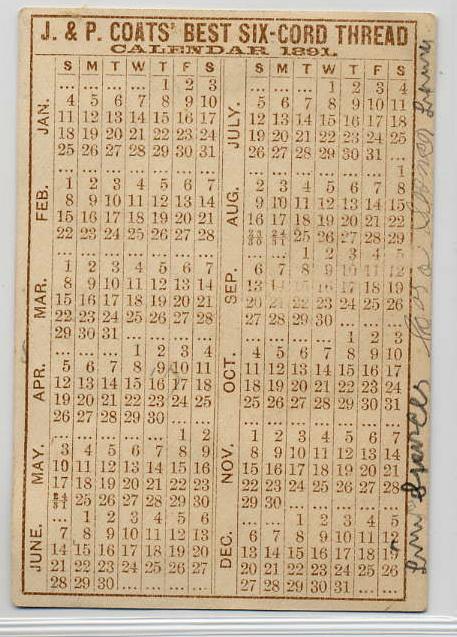 J. & P. COATS' BEST SIX-CORD THREAD
CALENDAR 1891.
S M T W T F S
JAN.
... ... ... ... 1 2 3
4 5 6 7 8 9 10
11 12 13 14 15 16 17
18 19 20 21 22 23 24
25 26 27 28 29 30 31
FEB.
1 2 3 4 5 6 7
8 9 10 11 12 13 14
15 16 17 18 19 20 21
22 23 24 25 26 27 28
MAR.
1 2 3 4 5 6 7
8 9 10 11 12 13 14
15 16 17 18 19 20 21
22 23 24 25 26 27 28
29 30 31 ... ... ... ...
APR.
... ... ... 1 2 3 4
5 6 7 8 9 10 11
12 13 14 15 16 17 18
19 20 21 22 23 24 25
26 27 28 29 30 ... ...
MAY.
... ... ... ... ... 1 2
3 4 5 6 7 8 9
10 11 12 13 14 15 16
17 18 19 20 21 22 23
24/31 25 26 27 28 29 30
JUNE.
... 1 2 3 4 5 6
7 8 9 10 11 12 13
14 15 16 17 18 19 20
21 22 23 24 25 26 27
28 29 30 ... ... ... ...
S M T W T F S
JULY.
... ... ... 1 2 3 4
5 6 7 8 9 10 11
12 13 14 15 16 17 18
19 20 21 22 23 24 25
26 27 28 29 30 31 ...
AUG.
... ... ... ... ... ... 1
2 3 4 5 6 7 8
9 10 11 12 13 14 15
16 17 18 19 20 21 22
23/30 24/31 25 26 27 28 29
SEP.
... ... 1 2 3 4 5
6 7 8 9 10 11 12
13 14 15 16 17 18 19
20 21 22 23 24 25 26
27 28 29 30 ... ... ...
OCT.
... ... ... ... 1 2 3
4 5 6 7 8 9 10
11 12 13 14 15 16 17
18 19 20 21 22 23 24
25 26 27 28 29 30 31
NOV.
1 2 3 4 5 6 7
8 9 10 11 12 13 14
15 16 17 18 19 20 21
22 23 24 25 26 27 28
29 30 ... ... ... ... ...
DEC.
... ... 1 2 3 4 5
6 7 8 9 10 11 12
13 14 15 16 17 18 19
20 21 22 23 24 25 26
27 28 29 30 31 ... ...
Frances